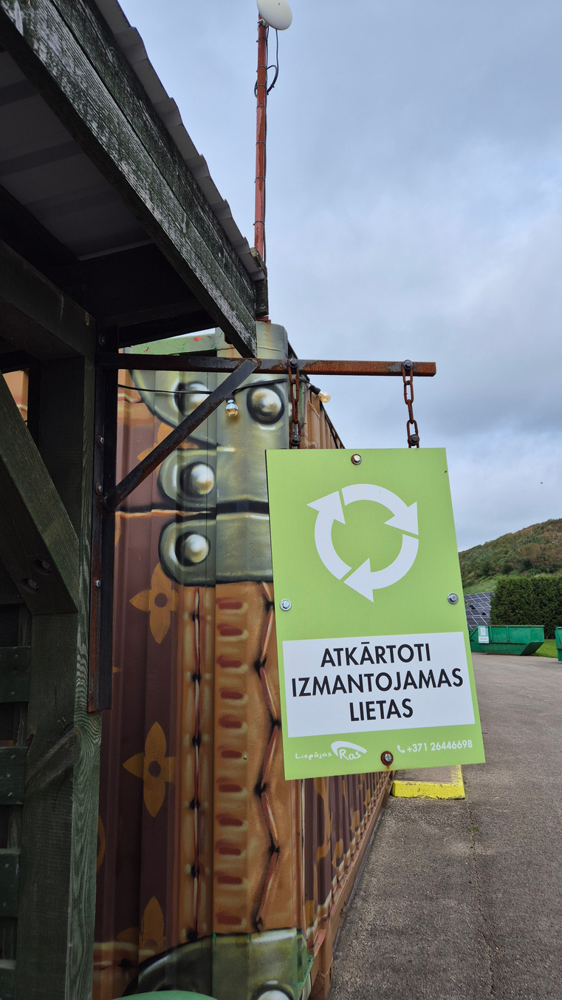 ATKĀRTOTI
IZMANTOJAMAS
LIETAS
Liepājas RAS
+371 26446698